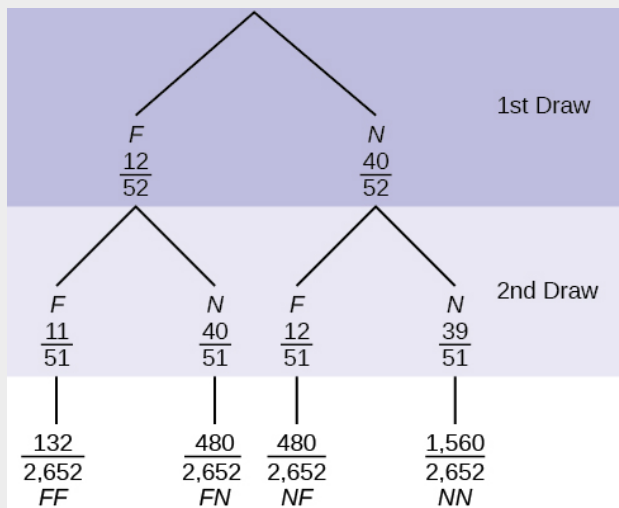 1st Draw
F N
12 40
52 52
2nd Draw
F N F N
11 40 12 39
51 51 51 51
132 480 480 1,560
2,652 2,652 2,652 2,652
FF FN NF NN